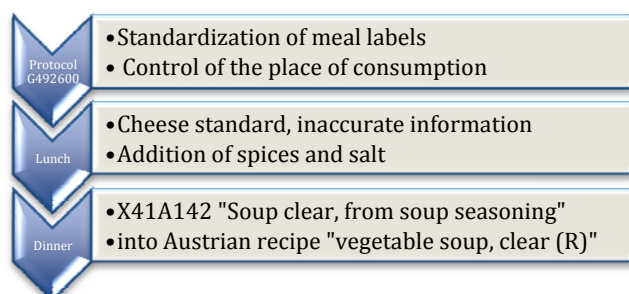 Protocol
G492600
•Standardization of meal labels
• Control of the place of consumption
Lunch
•Cheese standard, inaccurate information
•Addition of spices and salt
Dinner
•X41A142 "Soup clear, from soup seasoning"
•into Austrian recipe "vegetable soup, clear (R)"